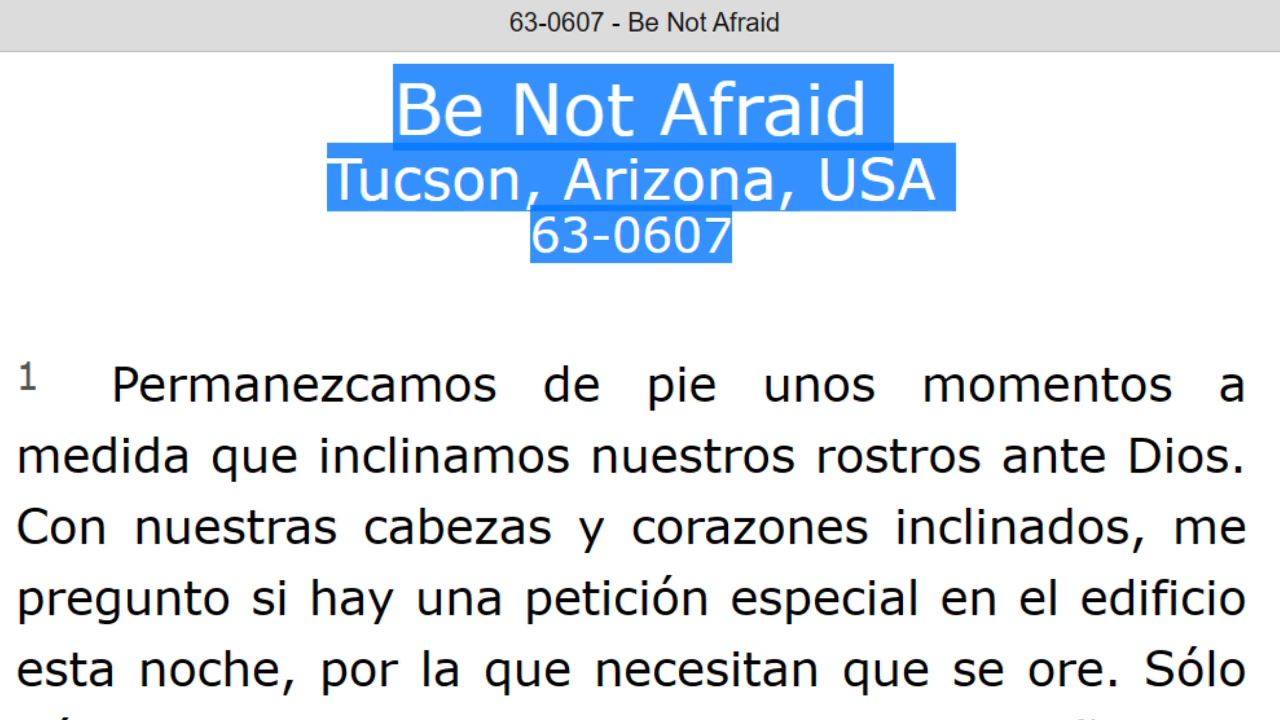 63-0607 - Be Not Afraid
Be Not Afraid
Tucson, Arizona, USA
63-0607
1 Permanezcamos de pie unos momentos a
medida que inclinamos nuestros rostros ante Dios.
Con nuestras cabezas y corazones inclinados, me
pregunto si hay una petición especial en el edificio
esta noche, por la que necesitan que se ore. Sólo